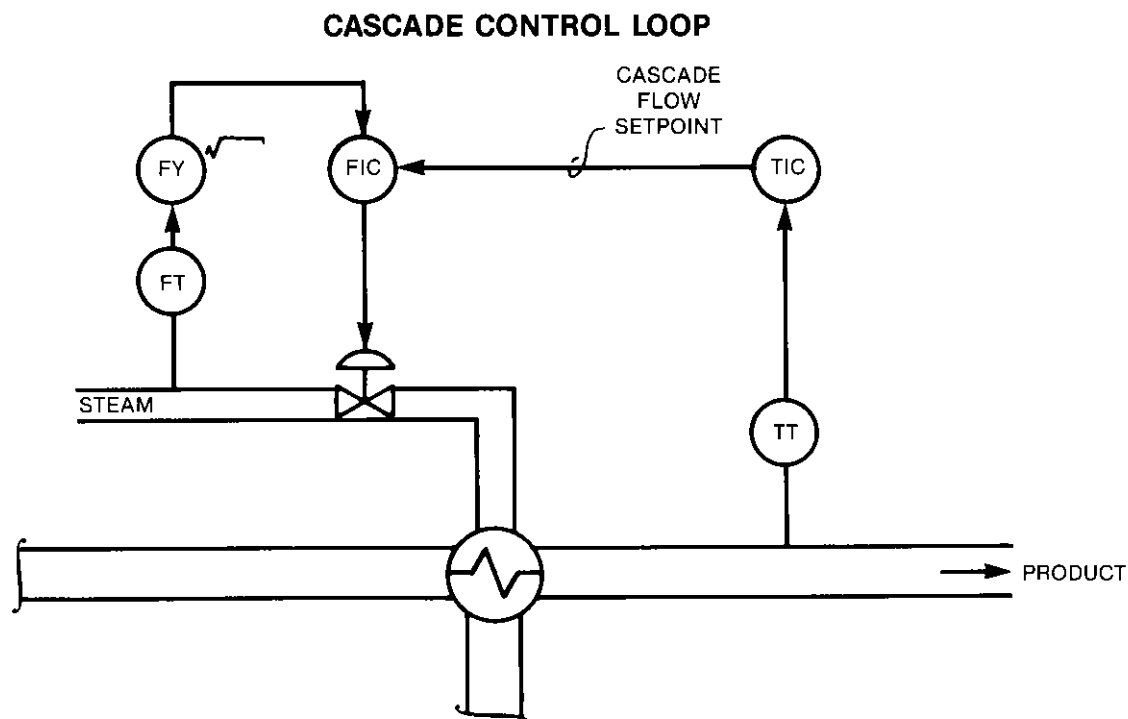 CASCADE CONTROL LOOP
CASCADE
FLOW
SETPOINT
FY
FIC
TIC
FT
STEAM
TT
PRODUCT